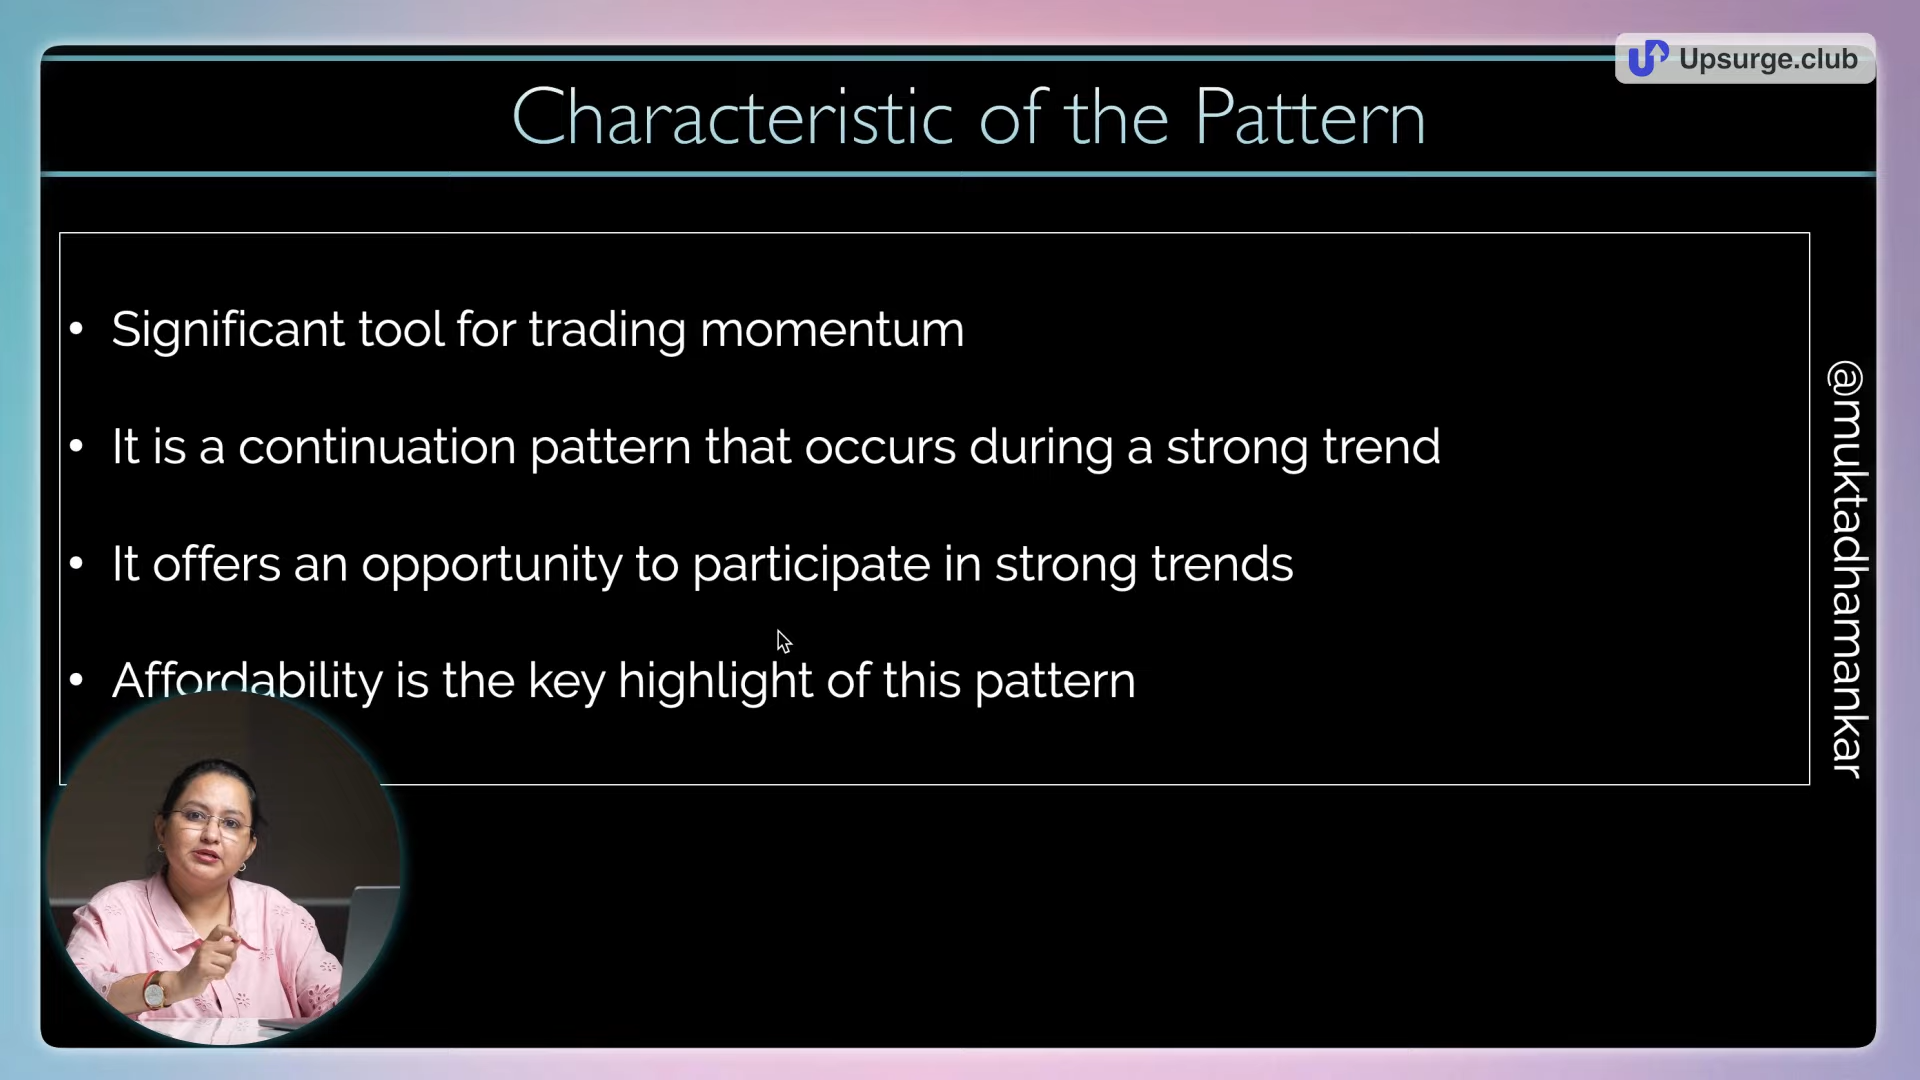 Upsurge.club
Characteristic of the Pattern
• Significant tool for trading momentum
• It is a continuation pattern that occurs during a strong trend
• It offers an opportunity to participate in strong trends
• Affordability is the key highlight of this pattern
@muktadhamankar